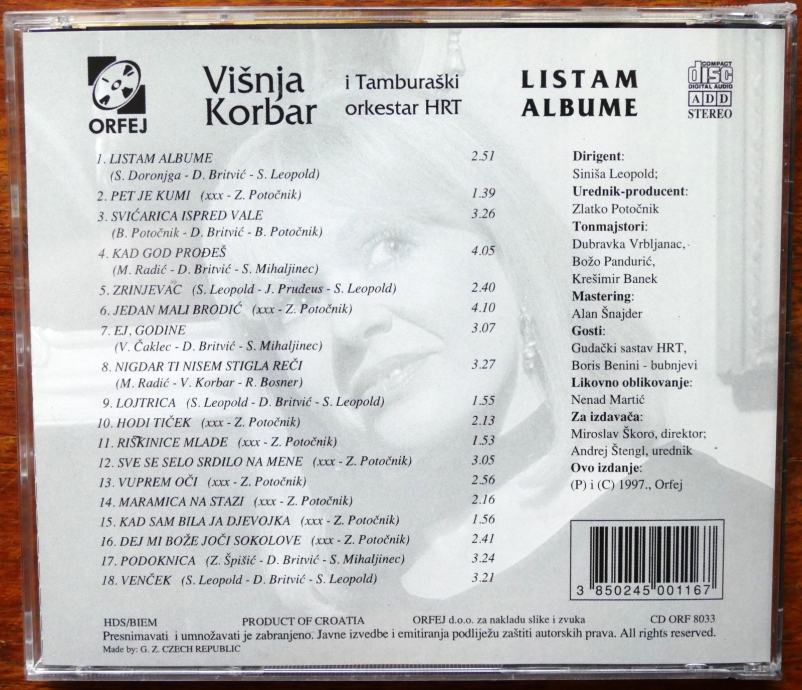 ORFEJ
Višnja
Korbar
i Tamburaški
orkestar HRT
LISTAM
ALBUME
COMPACT
disc
DIGITAL AUDIO
ADD
STEREO
1. LISTAM ALBUME 2.51
(S. Doronjga - D. Britvić - S. Leopold)
2. PET JE KUMI (xxx - Z. Potočnik) 1.39
3. SVIĆARICA ISPRED VALE 3.26
(B. Potočnik - D. Britvić - B. Potočnik)
4. KAD GOD PROĐEŠ 4.05
(M. Radić - D. Britvić - S. Mihaljinec)
5. ZRINJEVAC (S. Leopold - J. Prudeus - S. Leopold) 2.40
6. JEDAN MALI BRODIĆ (xxx - Z. Potočnik) 4.10
7. EJ, GODINE 3.07
(V. Čaklec - D. Britvić - S. Mihaljinec)
8. NIGDAR TI NISEM STIGLA REČI 3.27
(M. Radić - V. Korbar - R. Bosner)
9. LOJTRICA (S. Leopold - D. Britvić - S. Leopold) 1.55
10. HODI TIČEK (xxx - Z. Potočnik) 2.13
11. RIŠKINICE MLADE (xxx - Z. Potočnik) 1.53
12. SVE SE SELO SRDILO NA MENE (xxx - Z. Potočnik) 3.05
13. VUPREM OČI (xxx - Z. Potočnik) 2.56
14. MARAMICA NA STAZI (xxx - Z. Potočnik) 2.16
15. KAD SAM BILA JA DJEVOJKA (xxx - Z. Potočnik) 1.56
16. DEJ MI BOŽE JOČI SOKOLOVE (xxx - Z. Potočnik) 2.41
17. PODOKNICA (Z. Špišić - D. Britvić - S. Mihaljinec) 3.24
18. VENČEK (S. Leopold - D. Britvić - S. Leopold) 3.21
Dirigent:
Siniša Leopold;
Urednik-producent:
Zlatko Potočnik
Tonmajstori:
Dubravka Vrbljanac,
Božo Pandurić,
Krešimir Banek
Mastering:
Alan Šnajder
Gosti:
Gudački sastav HRT,
Boris Benini - bubnjevi
Likovno oblikovanje:
Nenad Martić
Za izdavača:
Miroslav Škoro, direktor;
Andrej Štengl, urednik
Ovo izdanje:
(P) i (C) 1997., Orfej
3 850245 001167
HDS/BIEM PRODUCT OF CROATIA ORFEJ d.o.o. za nakladu slike i zvuka CD ORF 8033
Presnimavati i umnožavati je zabranjeno. Javne izvedbe i emitiranja podliježu zaštiti autorskih prava. All rights reserved.
Made by: G. Z. CZECH REPUBLIC